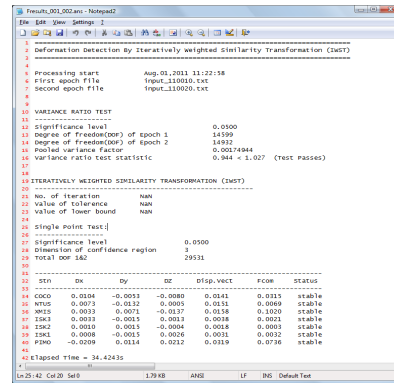 Fresults_001_002.ans - Notepad2
File Edit View Settings ?
1 ==========================================================
2 Deformation Detection By Iteratively Weighted Similarity Transformation (IWST)
3 ==========================================================
4
5 Processing start Aug.01,2011 11:22:58
6 First epoch file input_110010.txt
7 Second epoch file input_110020.txt
8
9
10 VARIANCE RATIO TEST
11 -------------------
12 Significance level 0.0500
13 Degree of freedom(DOF) of Epoch 1 14599
14 Degree of freedom(DOF) of Epoch 2 14932
15 Pooled variance factor 0.00174944
16 Variance ratio test statistic 0.944 < 1.027 (Test Passes)
17
18
19 ITERATIVELY WEIGHTED SIMILARITY TRANSFORMATION (IWST)
20 -----------------------------------------------------
21 No. of iteration NaN
22 Value of tolerence NaN
23 Value of lower bound NaN
24
25 Single Point Test:
26 ----------------
27 Significance level 0.0500
28 Dimension of confidence region 3
29 Total DOF 1&2 29531
30
31 ----------------------------------------------------------
32 Stn Dx Dy DZ Disp.vect Fcom Status
33 ----------------------------------------------------------
34 COCO 0.0104 -0.0053 -0.0080 0.0141 0.0315 stable
35 NTUS 0.0073 -0.0132 0.0005 0.0151 0.0069 stable
36 XMIS 0.0033 0.0071 -0.0137 0.0158 0.1020 stable
37 ISK3 0.0033 -0.0015 0.0013 0.0038 0.0021 stable
38 ISK2 0.0010 0.0015 -0.0004 0.0018 0.0003 stable
39 ISK1 0.0008 -0.0015 0.0026 0.0031 0.0032 stable
40 PIMO -0.0209 0.0114 0.0212 0.0319 0.0736 stable
41
42 Elapsed Time = 34.4243s
Ln 25 : 42 Col 20 Sel 0 1.79 KB ANSI LF INS Default Text